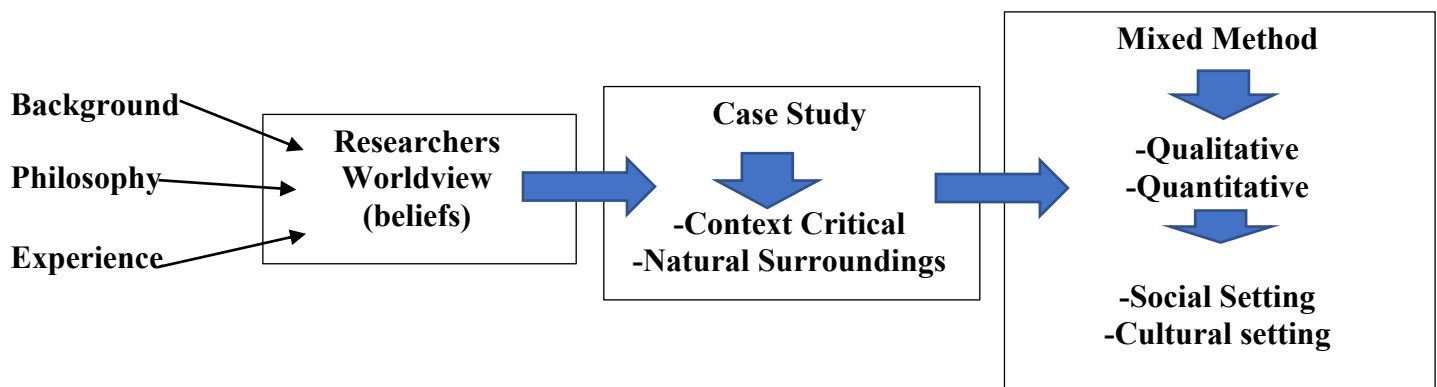 Background
Philosophy
Experience
Researchers
Worldview
(beliefs)
Case Study
-Context Critical
-Natural Surroundings
Mixed Method
-Qualitative
-Quantitative
-Social Setting
-Cultural setting